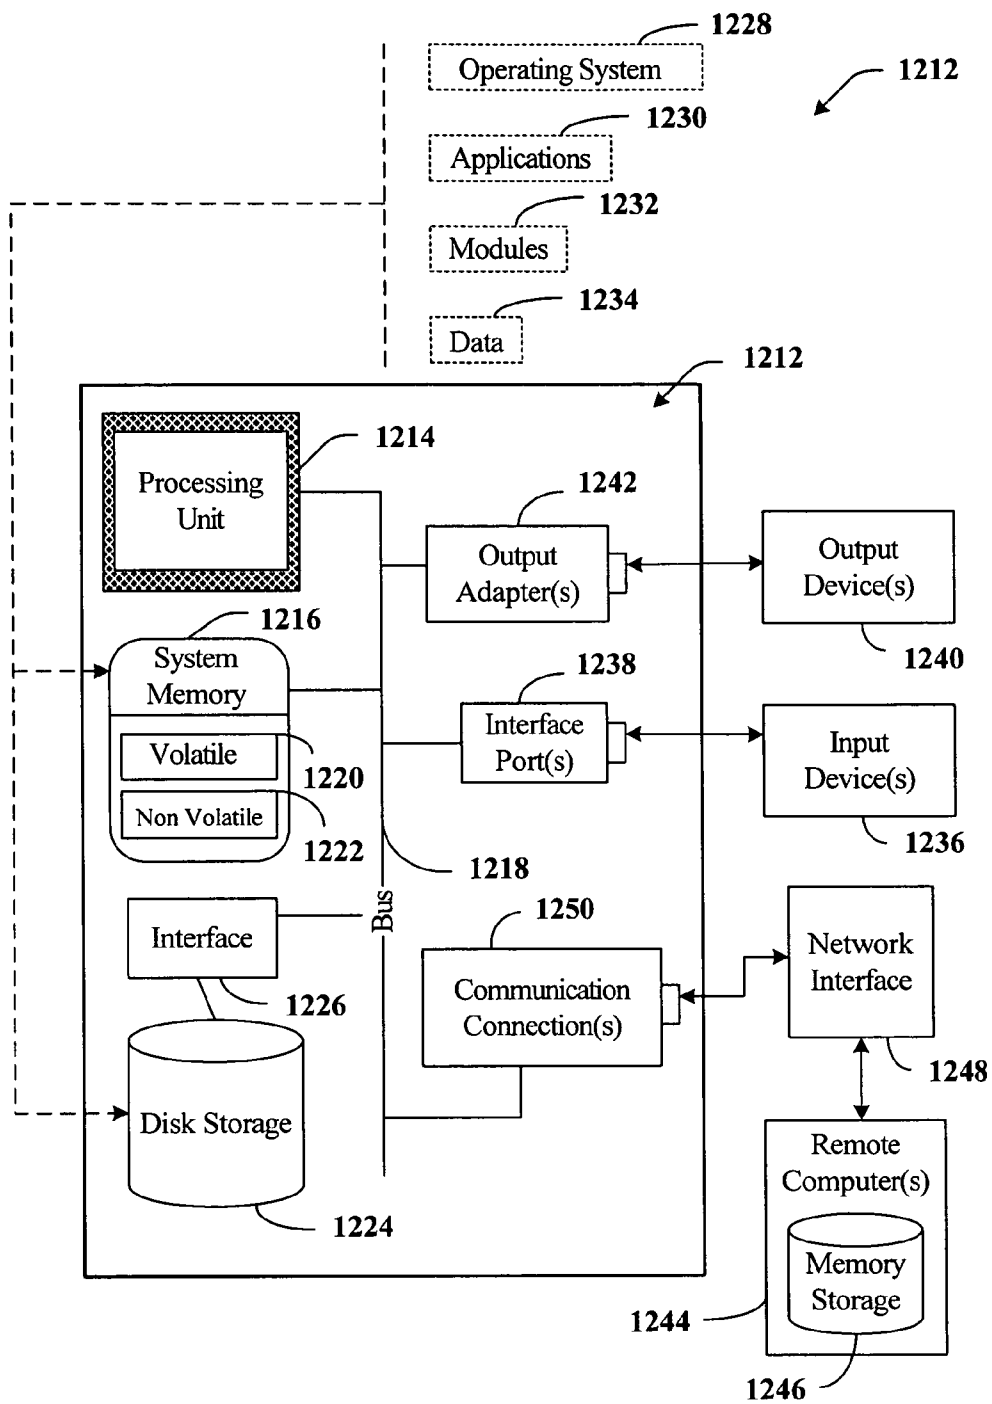 1228
Operating System
1212
1230
Applications
1232
Modules
1234
Data
1212
1214
Processing
Unit
1242
Output
Adapter(s)
Output
Device(s)
1240
1216
System
Memory
1238
Interface
Port(s)
Input
Device(s)
1236
Volatile
1220
Non Volatile
1222
1218
Bus
1250
Interface
1226
Communication
Connection(s)
Network
Interface
1248
Disk Storage
1224
Remote
Computer(s)
Memory
Storage
1244
1246